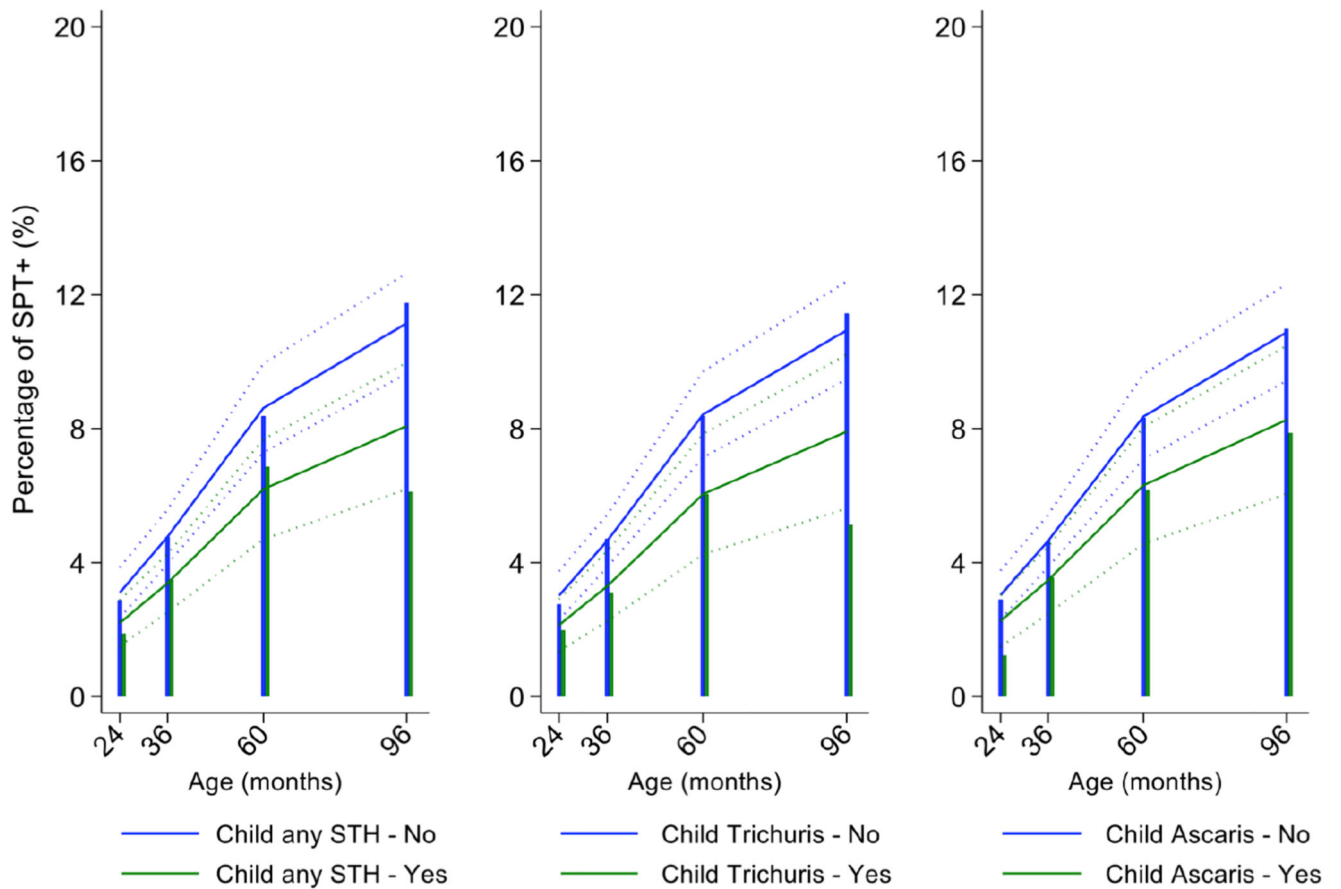 Percentage of SPT+ (%)
20
16
12
8
4
0
24 36 60 96
Age (months)
Child any STH - No
Child any STH - Yes
20
16
12
8
4
0
24 36 60 96
Age (months)
Child Trichuris - No
Child Trichuris - Yes
20
16
12
8
4
0
24 36 60 96
Age (months)
Child Ascaris - No
Child Ascaris - Yes